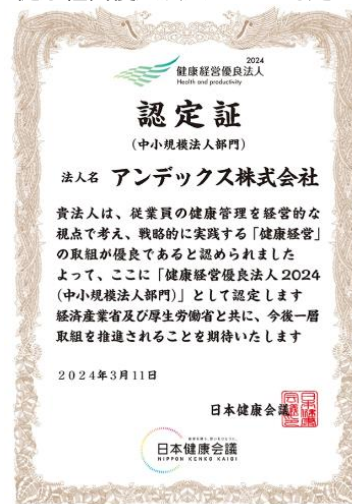 2024
健康経営優良法人
Health and productivity
認定証
(中小規模法人部門)
法人名 アンデックス株式会社
貴法人は、従業員の健康管理を経営的な
視点で考え、戦略的に実践する「健康経営」
の取組が優良であると認められました
よって、ここに「健康経営優良法人2024
(中小規模法人部門)」として認定します
経済産業省及び厚生労働省と共に、今後一層
取組を推進されることを期待いたします
2024年3月11日
日本健康会議
日本健康会議
NIPPON KENKO KAIGI